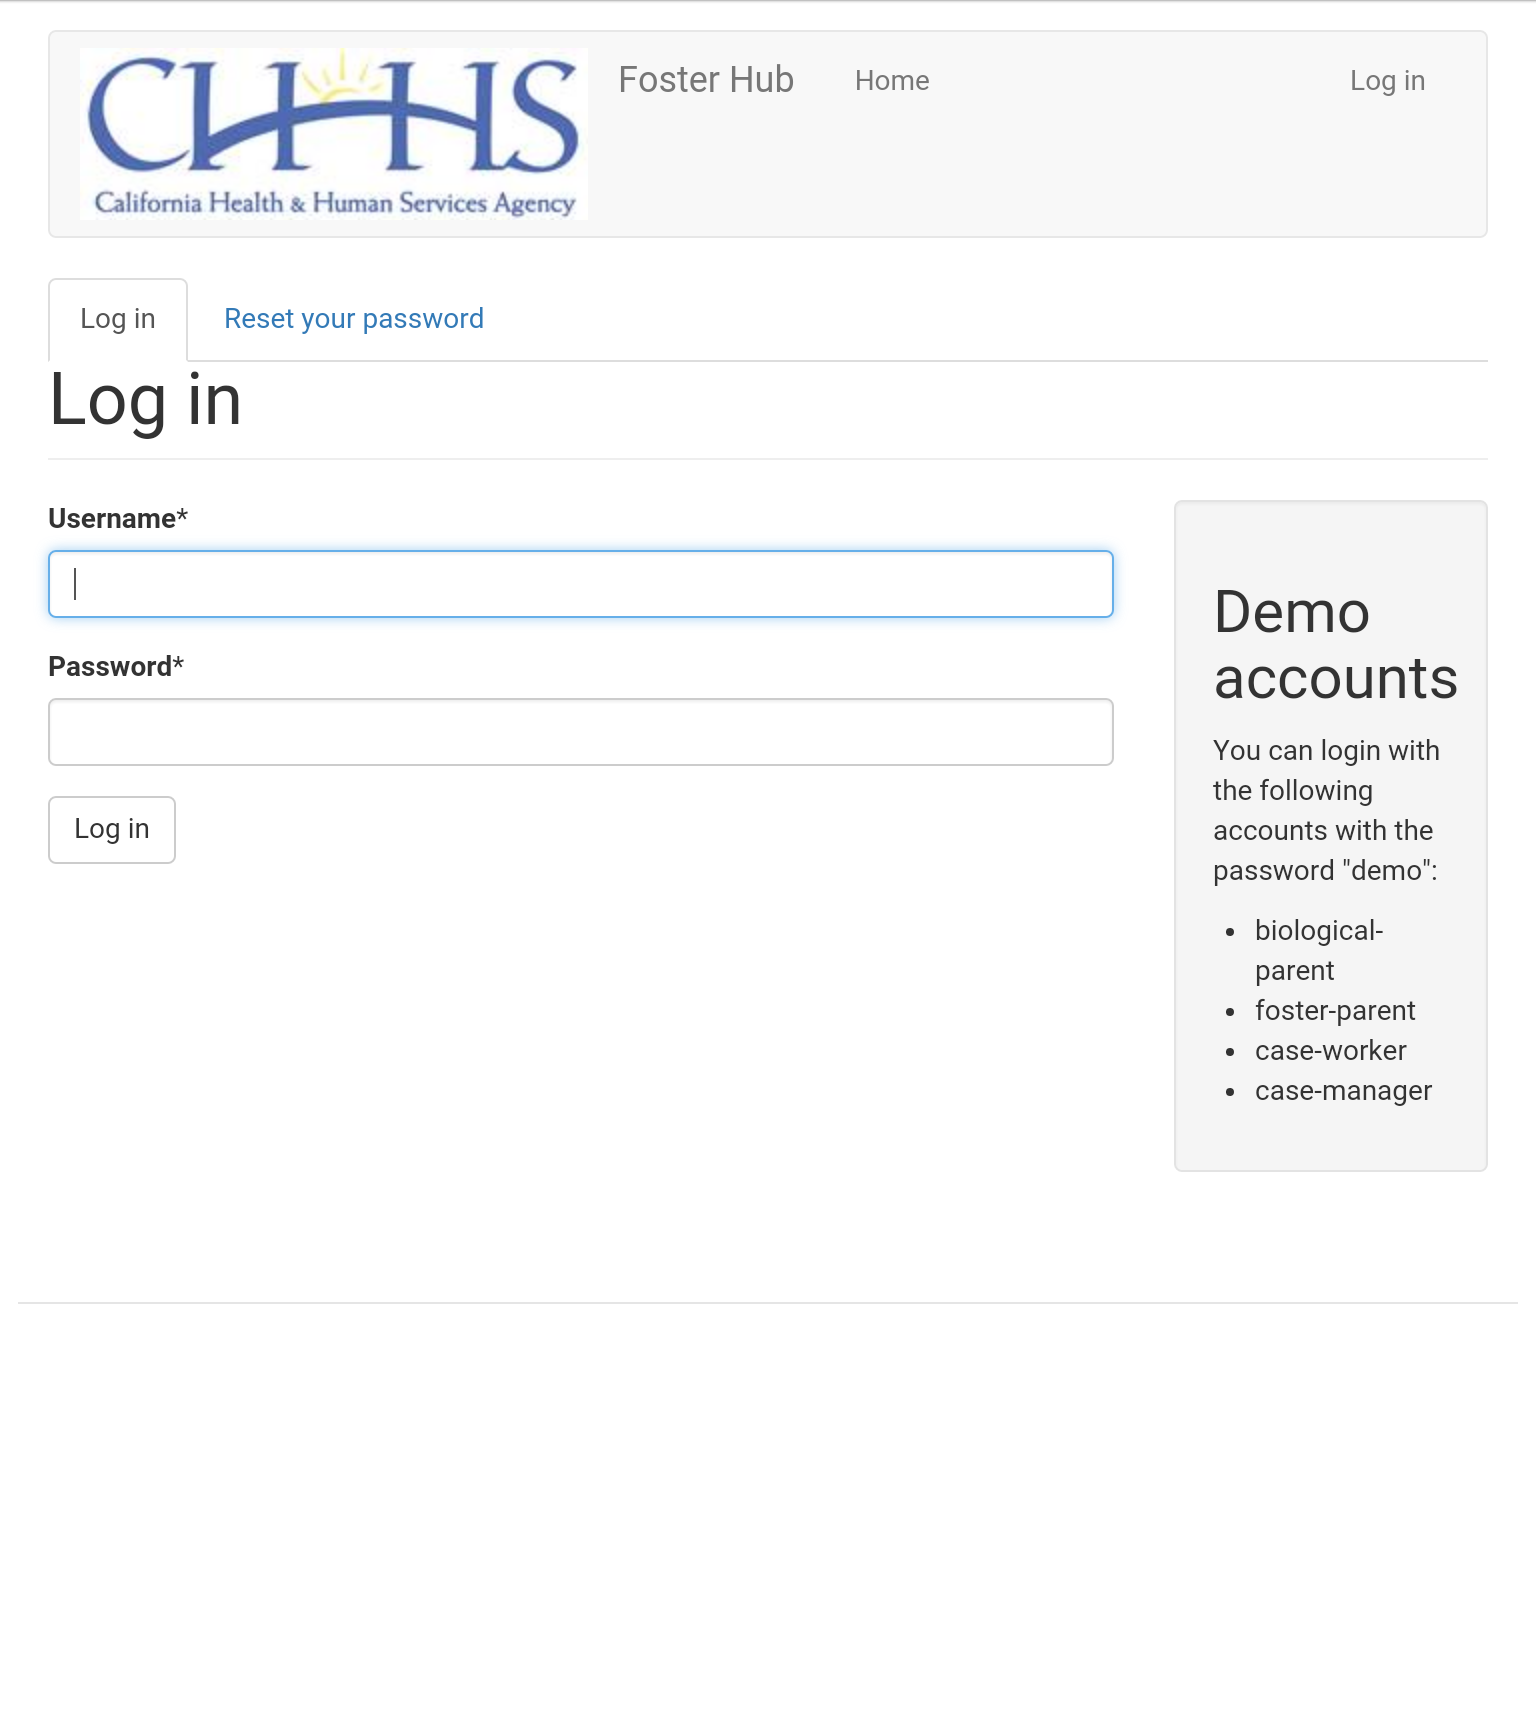 CHHS
California Health & Human Services Agency
Foster Hub Home Log in
Log in Reset your password
Log in
Username*
Password*
Log in
Demo
accounts
You can login with
the following
accounts with the
password "demo":
biological-
parent
foster-parent
case-worker
case-manager